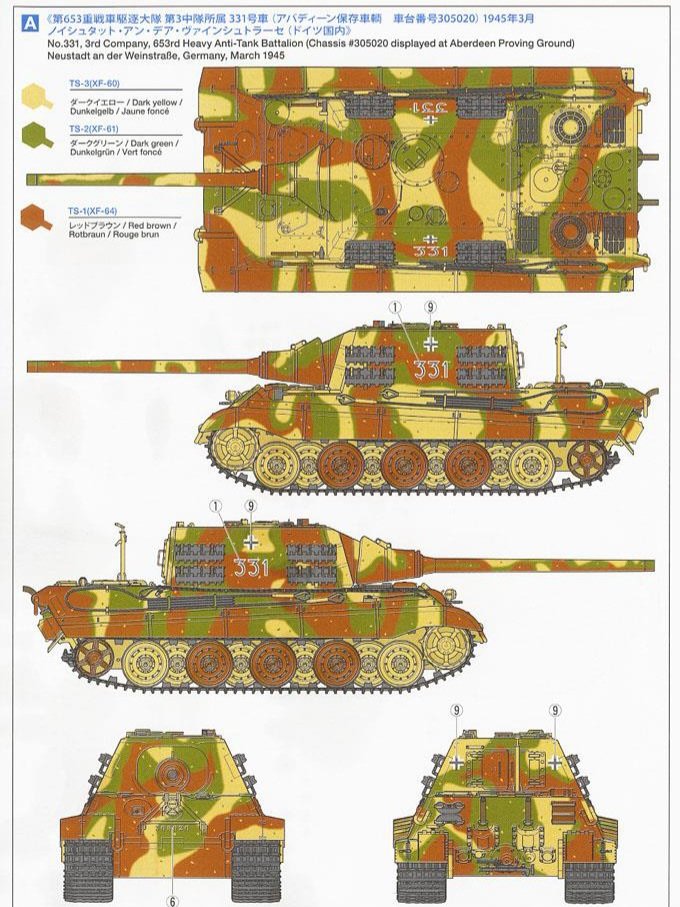 A 《第653重戦車駆逐大隊 第3中隊所属 331号車 (アバディーン保存車輌 車台番号305020) 1945年3月
ノイシュタット・アン・デア・ヴァインシュトラーセ (ドイツ国内)》
No.331, 3rd Company, 653rd Heavy Anti-Tank Battalion (Chassis #305020 displayed at Aberdeen Proving Ground)
Neustadt an der Weinstraße, Germany, March 1945
TS-3(XF-60)
ダークイエロー / Dark yellow /
Dunkelgelb / Jaune foncé
TS-2(XF-61)
ダークグリーン / Dark green /
Dunkelgrün / Vert foncé
TS-1(XF-64)
レッドブラウン / Red brown /
Rotbraun / Rouge brun
331
331
① ⑨
331
① ⑨
331
⑨ ⑨
⑥